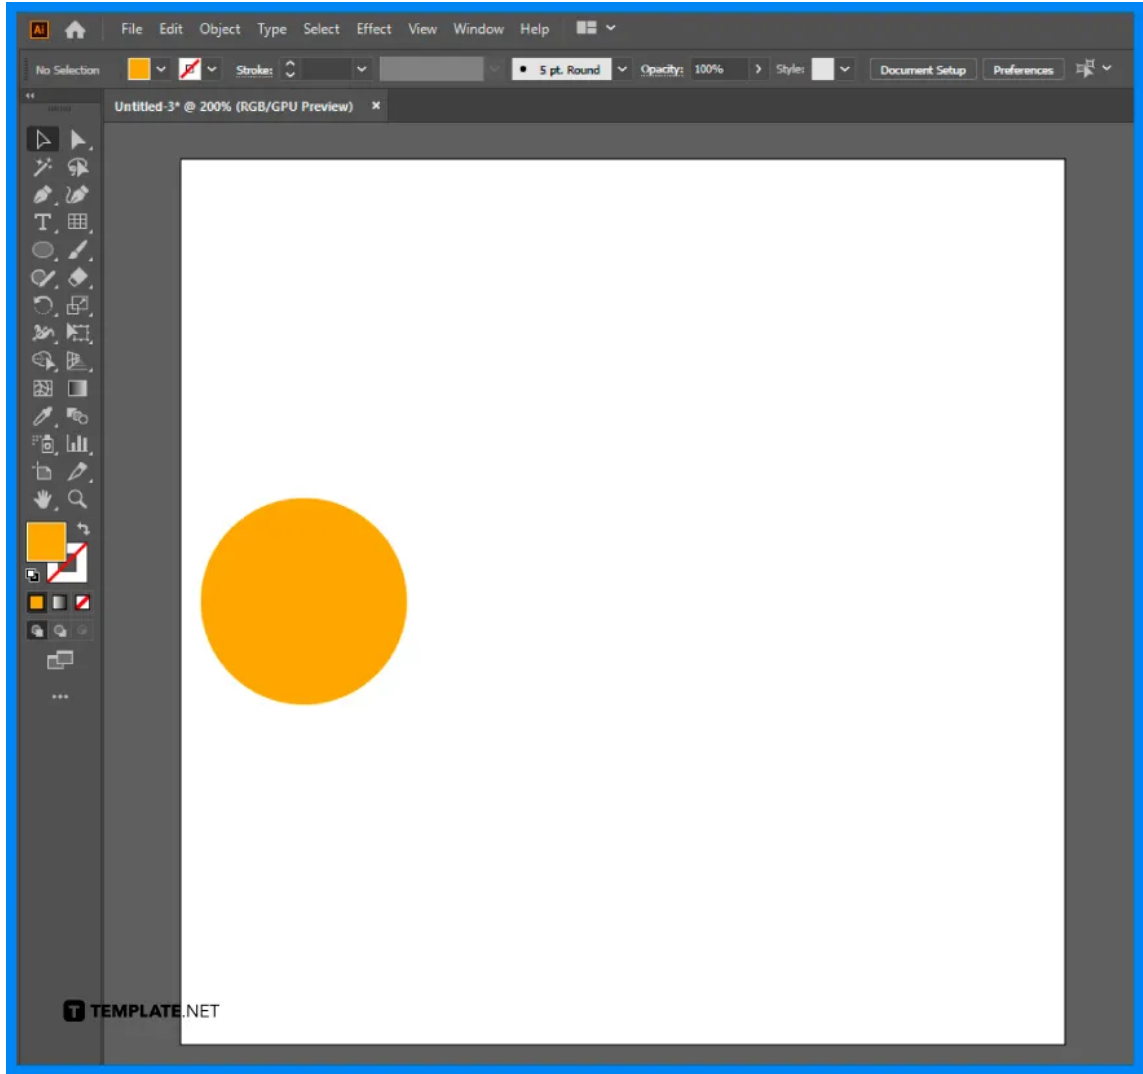 Ai File Edit Object Type Select Effect View Window Help
No Selection Stroke: 5 pt. Round Opacity: 100% Style: Document Setup Preferences
Untitled-3* @ 200% (RGB/GPU Preview) ×
T TEMPLATE.NET